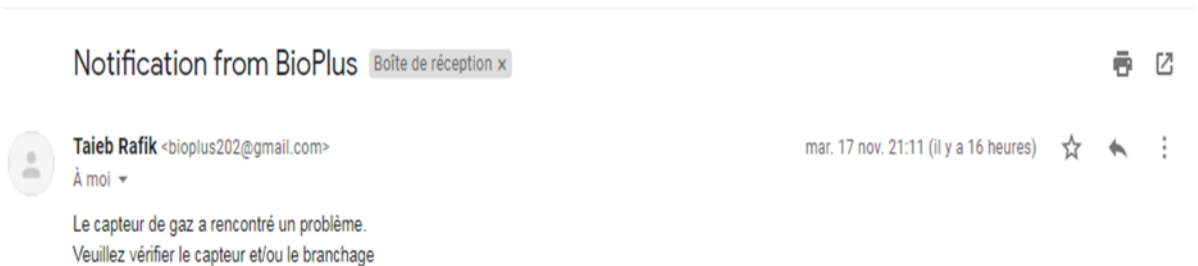 Notification from BioPlus Boîte de réception ×
Taieb Rafik <bioplus202@gmail.com> mar. 17 nov. 21:11 (il y a 16 heures)
À moi
Le capteur de gaz a rencontré un problème.
Veuillez vérifier le capteur et/ou le branchage